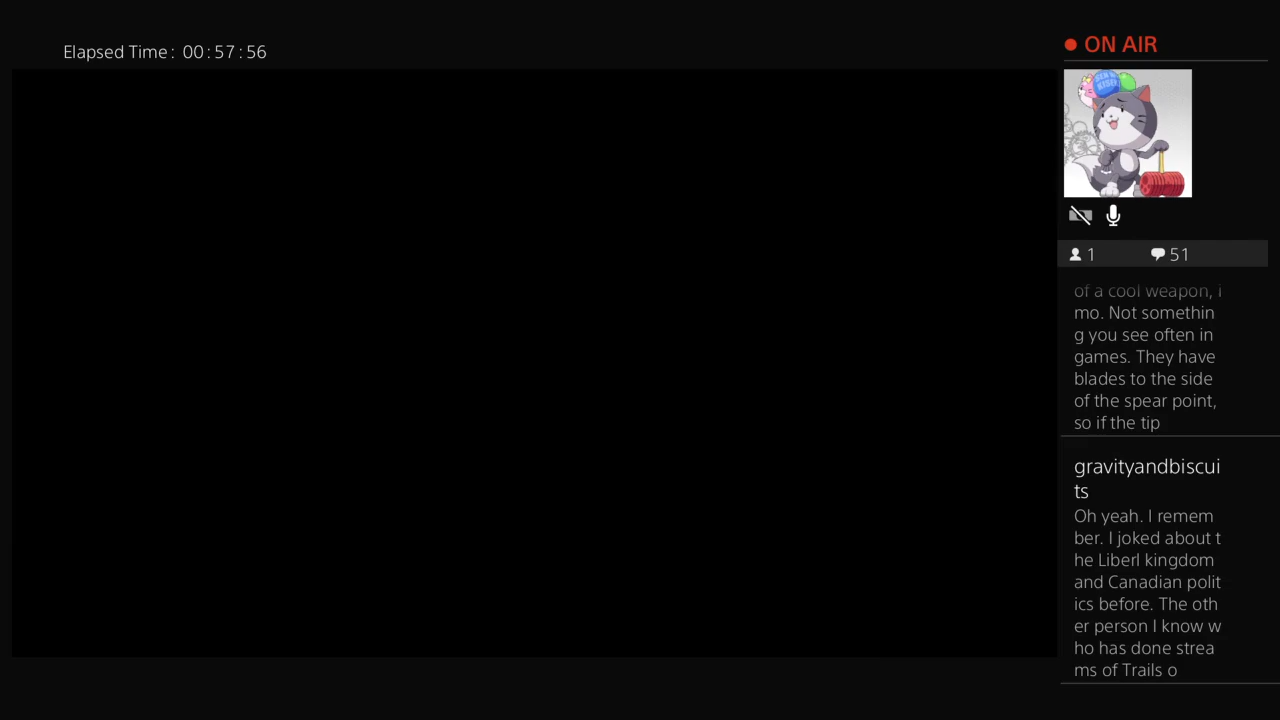 Elapsed Time: 00:57:56
ON AIR
1
51
of a cool weapon, i
mo. Not somethin
g you see often in
games. They have
blades to the side
of the spear point,
so if the tip
gravityandbiscui
ts
Oh yeah. I remem
ber. I joked about t
he Liberl kingdom
and Canadian polit
ics before. The oth
er person I know w
ho has done strea
ms of Trails o